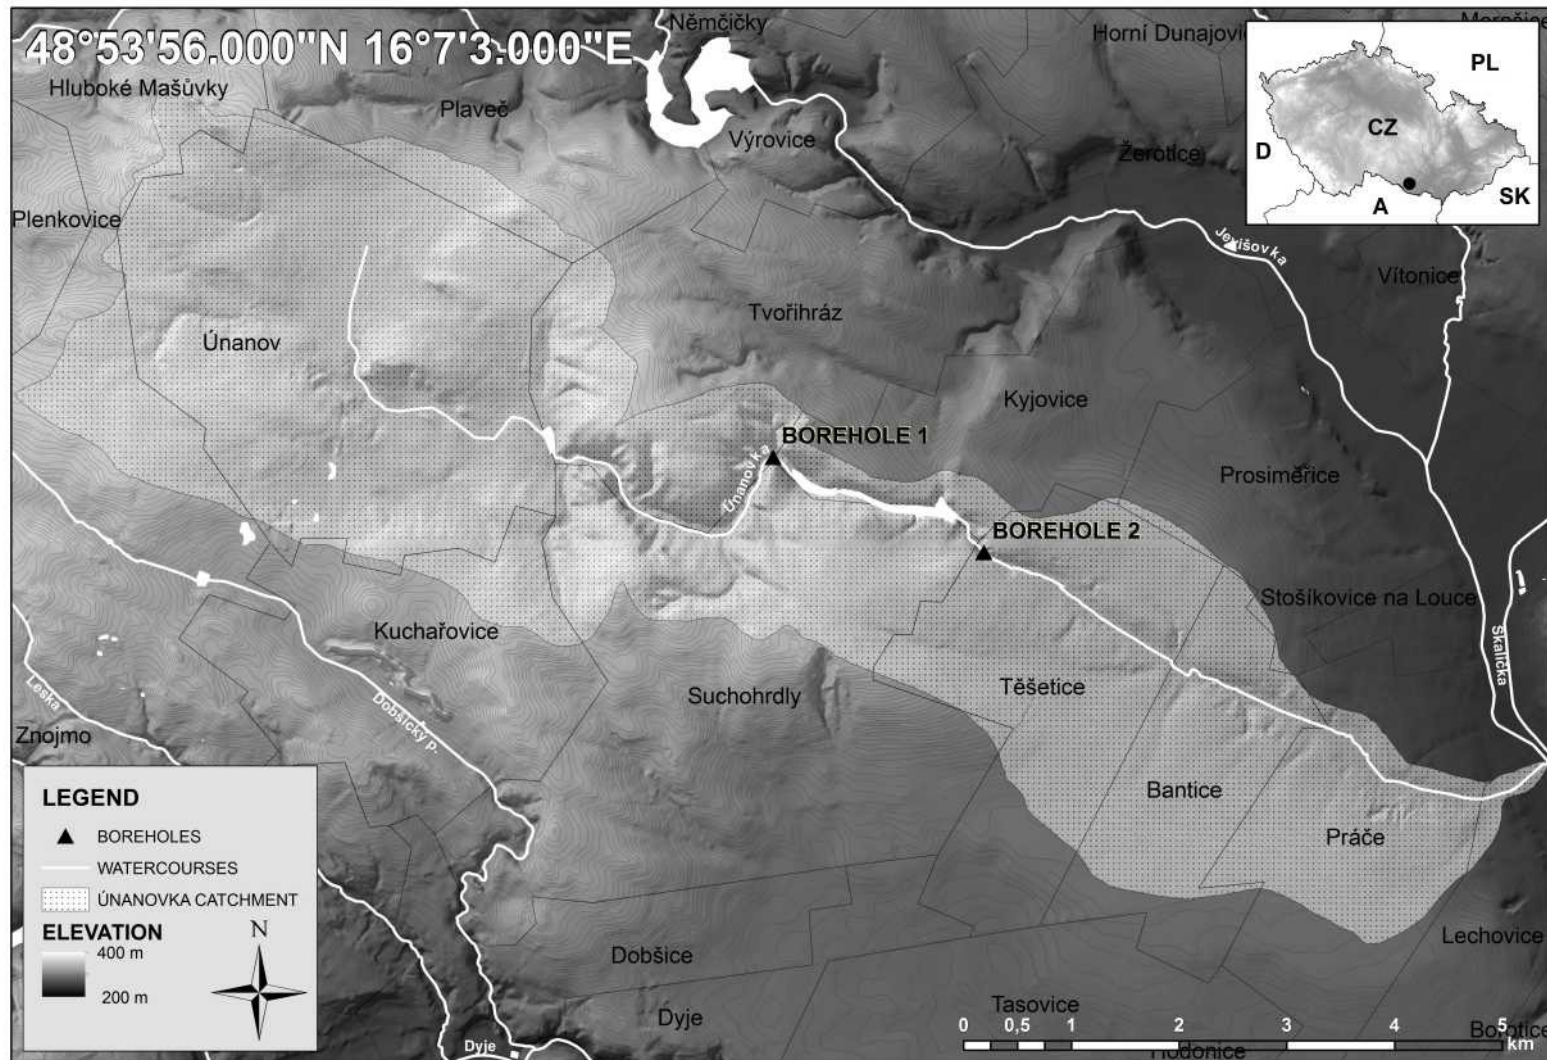 Němčičky
48°53'56.000"N 16°7'3.000"E
Horní Dunajovi
Hluboké Mašůvky
Plaveč
Výrovice
Žerotice
PL
CZ
D
A
SK
Plenkovice
Jevišovka
Vítonice
Únanov
Tvořihráz
Kyjovice
BOREHOLE 1
Únanovka
Prosiměřice
BOREHOLE 2
Stošíkovice na Louce
Kuchařovice
Skalička
Leska
Suchohrdly
Těšetice
Dobšický p.
Znojmo
Bantice
Práče
LEGEND
BOREHOLES
WATERCOURSES
ÚNANOVKA CATCHMENT
ELEVATION
400 m
200 m
N
Lechovice
Dobšice
Tasovice
Dyje
Dyje
0 0,5 1 2 3 4 5
km
Hodonice
Borotice